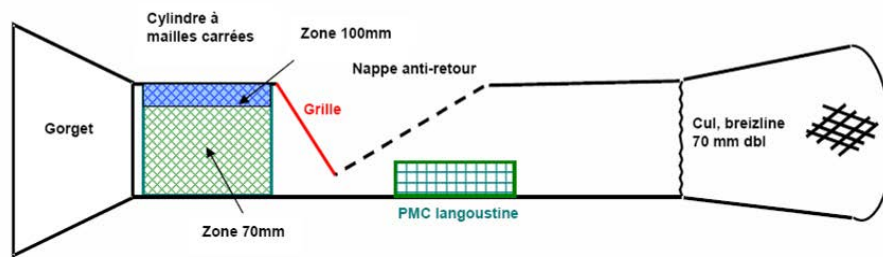 Cylindre à
mailles carrées
Zone 100mm
Nappe anti-retour
Grille
Gorget
Cul, breizline
70 mm dbl
PMC langoustine
Zone 70mm